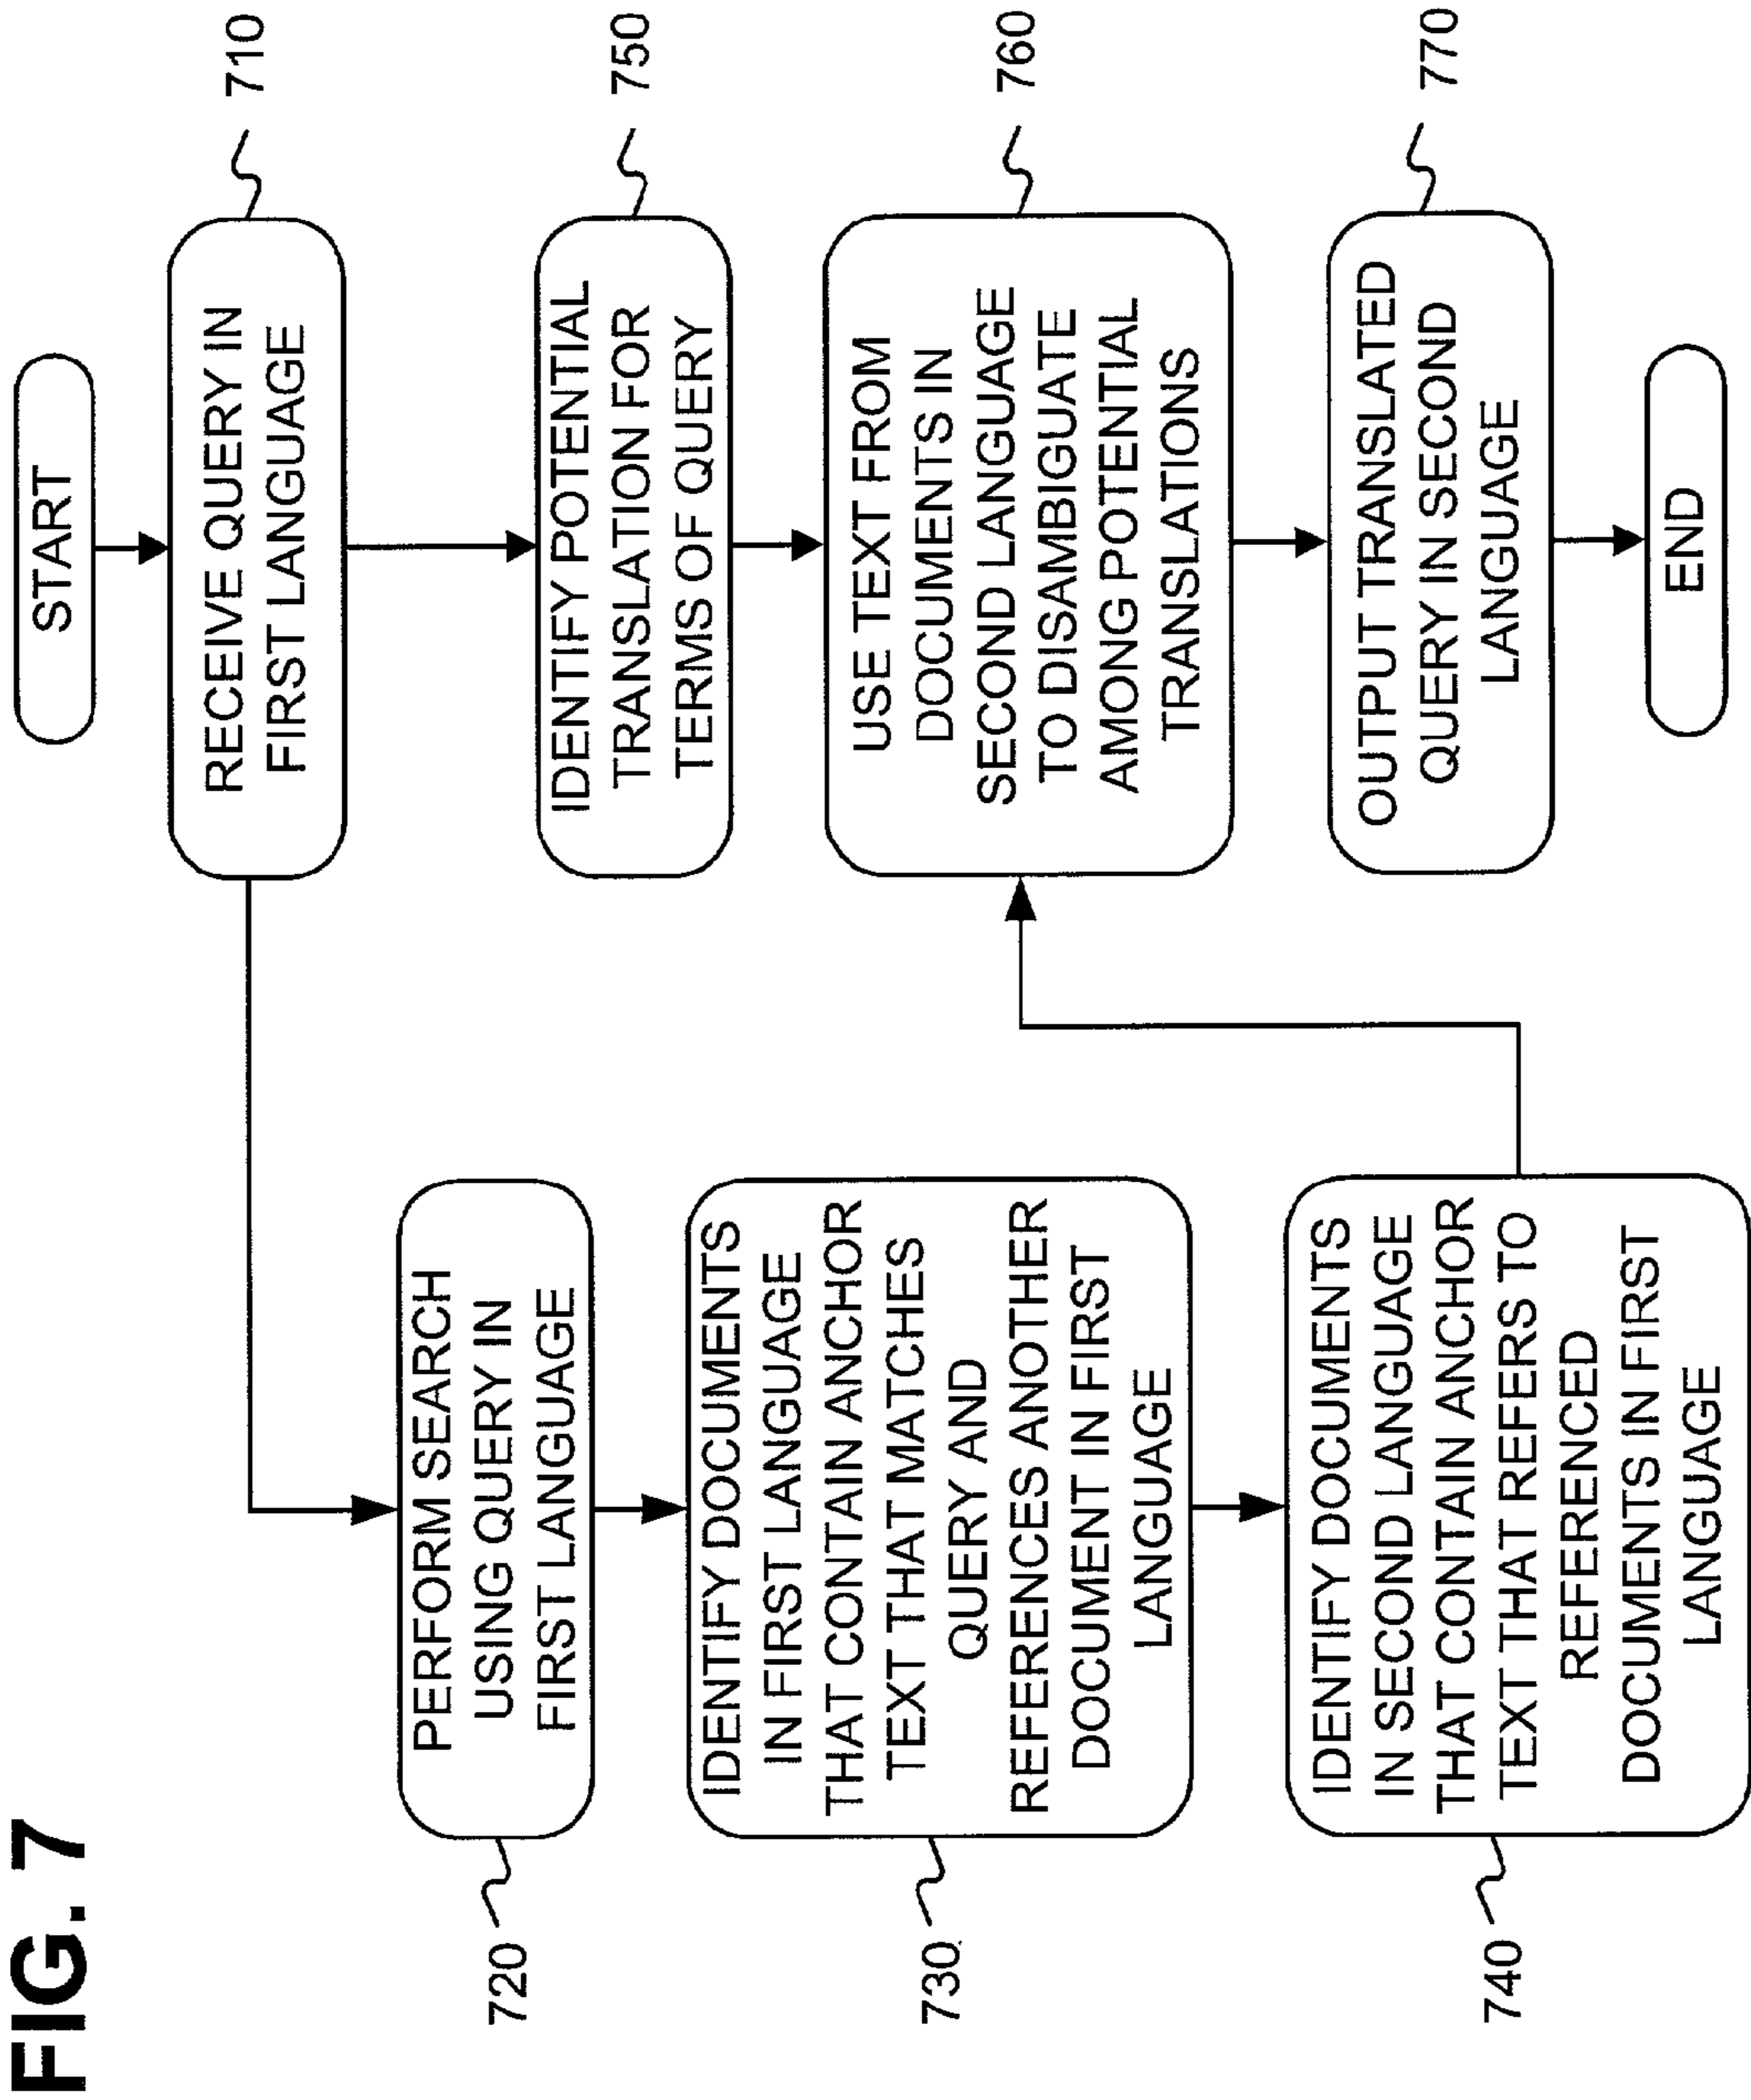 FIG. 7
START
RECEIVE QUERY IN
FIRST LANGUAGE
710
PERFORM SEARCH
USING QUERY IN
FIRST LANGUAGE
720
IDENTIFY DOCUMENTS
IN FIRST LANGUAGE
THAT CONTAIN ANCHOR
TEXT THAT MATCHES
QUERY AND
REFERENCES ANOTHER
DOCUMENT IN FIRST
LANGUAGE
730
IDENTIFY DOCUMENTS
IN SECOND LANGUAGE
THAT CONTAIN ANCHOR
TEXT THAT REFERS TO
REFERENCED
DOCUMENTS IN FIRST
LANGUAGE
740
IDENTIFY POTENTIAL
TRANSLATION FOR
TERMS OF QUERY
750
USE TEXT FROM
DOCUMENTS IN
SECOND LANGUAGE
TO DISAMBIGUATE
AMONG POTENTIAL
TRANSLATIONS
760
OUTPUT TRANSLATED
QUERY IN SECOND
LANGUAGE
770
END